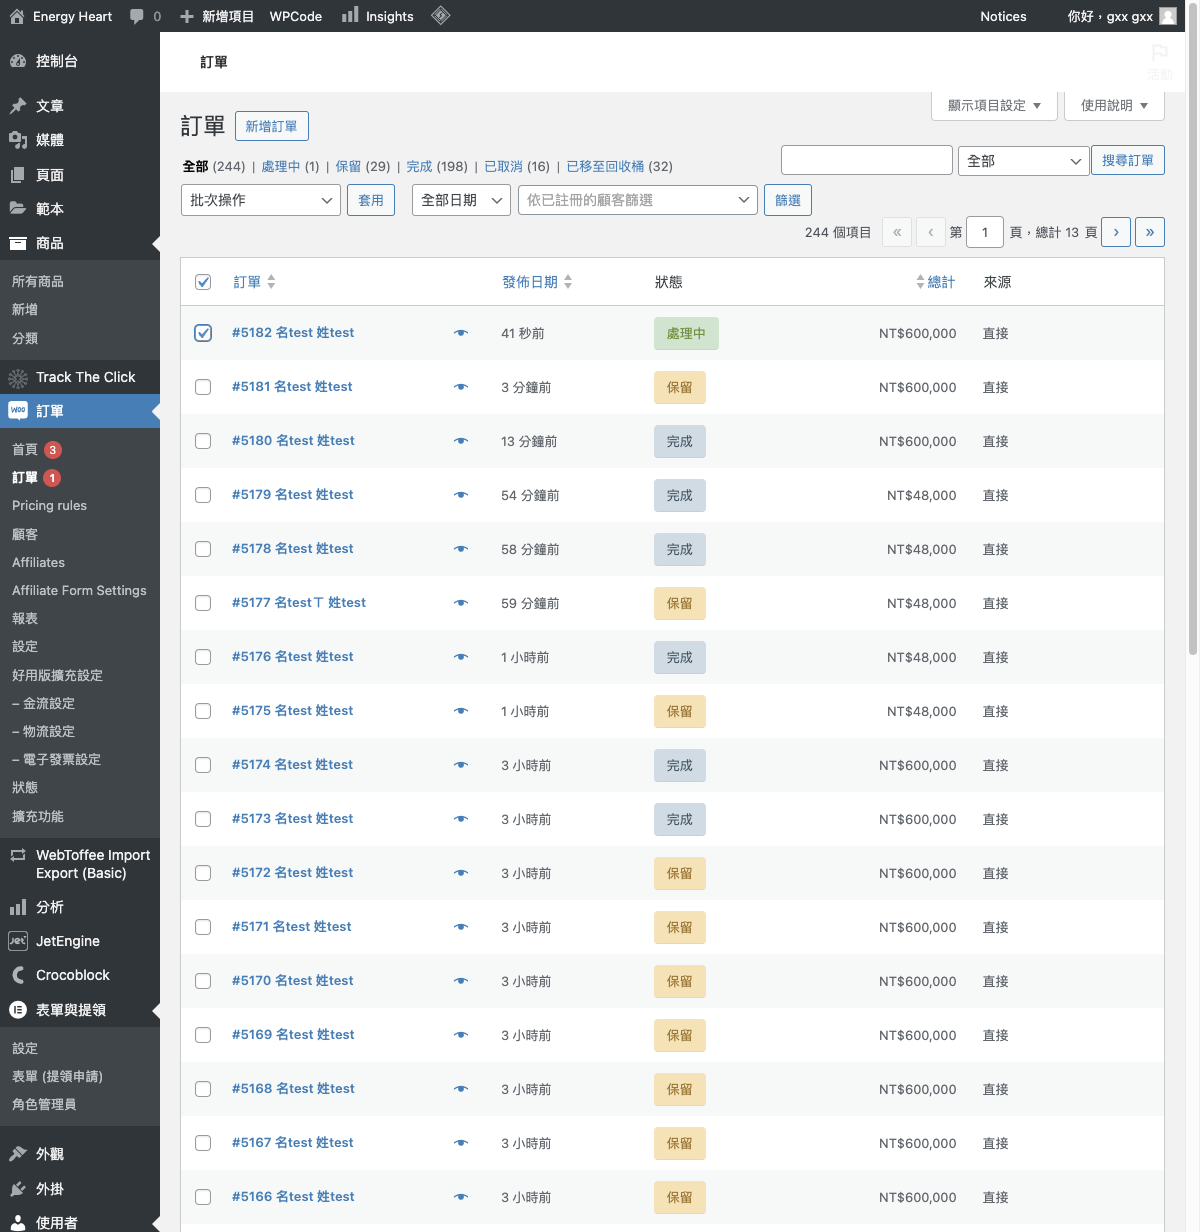 Energy Heart 0 新增項目 WPCode Insights Notices 你好，gxx gxx
控制台
文章
媒體
頁面
範本
商品
所有商品
新增
分類
Track The Click
訂單
首頁 3
訂單 1
Pricing rules
顧客
Affiliates
Affiliate Form Settings
報表
設定
好用版擴充設定
– 金流設定
– 物流設定
– 電子發票設定
狀態
擴充功能
WebToffee Import
Export (Basic)
分析
JetEngine
Crocoblock
表單與提領
設定
表單 (提領申請)
角色管理員
外觀
外掛
使用者
訂單
活動
顯示項目設定 ▼ 使用說明 ▼
訂單 新增訂單
全部 (244) | 處理中 (1) | 保留 (29) | 完成 (198) | 已取消 (16) | 已移至回收桶 (32)
全部 搜尋訂單
批次操作 套用 全部日期 依已註冊的顧客篩選 篩選
244 個項目 « ‹ 第 1 頁，總計 13 頁 › »
訂單 發佈日期 狀態 總計 來源
#5182 名test 姓test 41 秒前 處理中 NT$600,000 直接
#5181 名test 姓test 3 分鐘前 保留 NT$600,000 直接
#5180 名test 姓test 13 分鐘前 完成 NT$600,000 直接
#5179 名test 姓test 54 分鐘前 完成 NT$48,000 直接
#5178 名test 姓test 58 分鐘前 完成 NT$48,000 直接
#5177 名testㄒ 姓test 59 分鐘前 保留 NT$48,000 直接
#5176 名test 姓test 1 小時前 完成 NT$48,000 直接
#5175 名test 姓test 1 小時前 保留 NT$48,000 直接
#5174 名test 姓test 3 小時前 完成 NT$600,000 直接
#5173 名test 姓test 3 小時前 完成 NT$600,000 直接
#5172 名test 姓test 3 小時前 保留 NT$600,000 直接
#5171 名test 姓test 3 小時前 保留 NT$600,000 直接
#5170 名test 姓test 3 小時前 保留 NT$600,000 直接
#5169 名test 姓test 3 小時前 保留 NT$600,000 直接
#5168 名test 姓test 3 小時前 保留 NT$600,000 直接
#5167 名test 姓test 3 小時前 保留 NT$600,000 直接
#5166 名test 姓test 3 小時前 保留 NT$600,000 直接